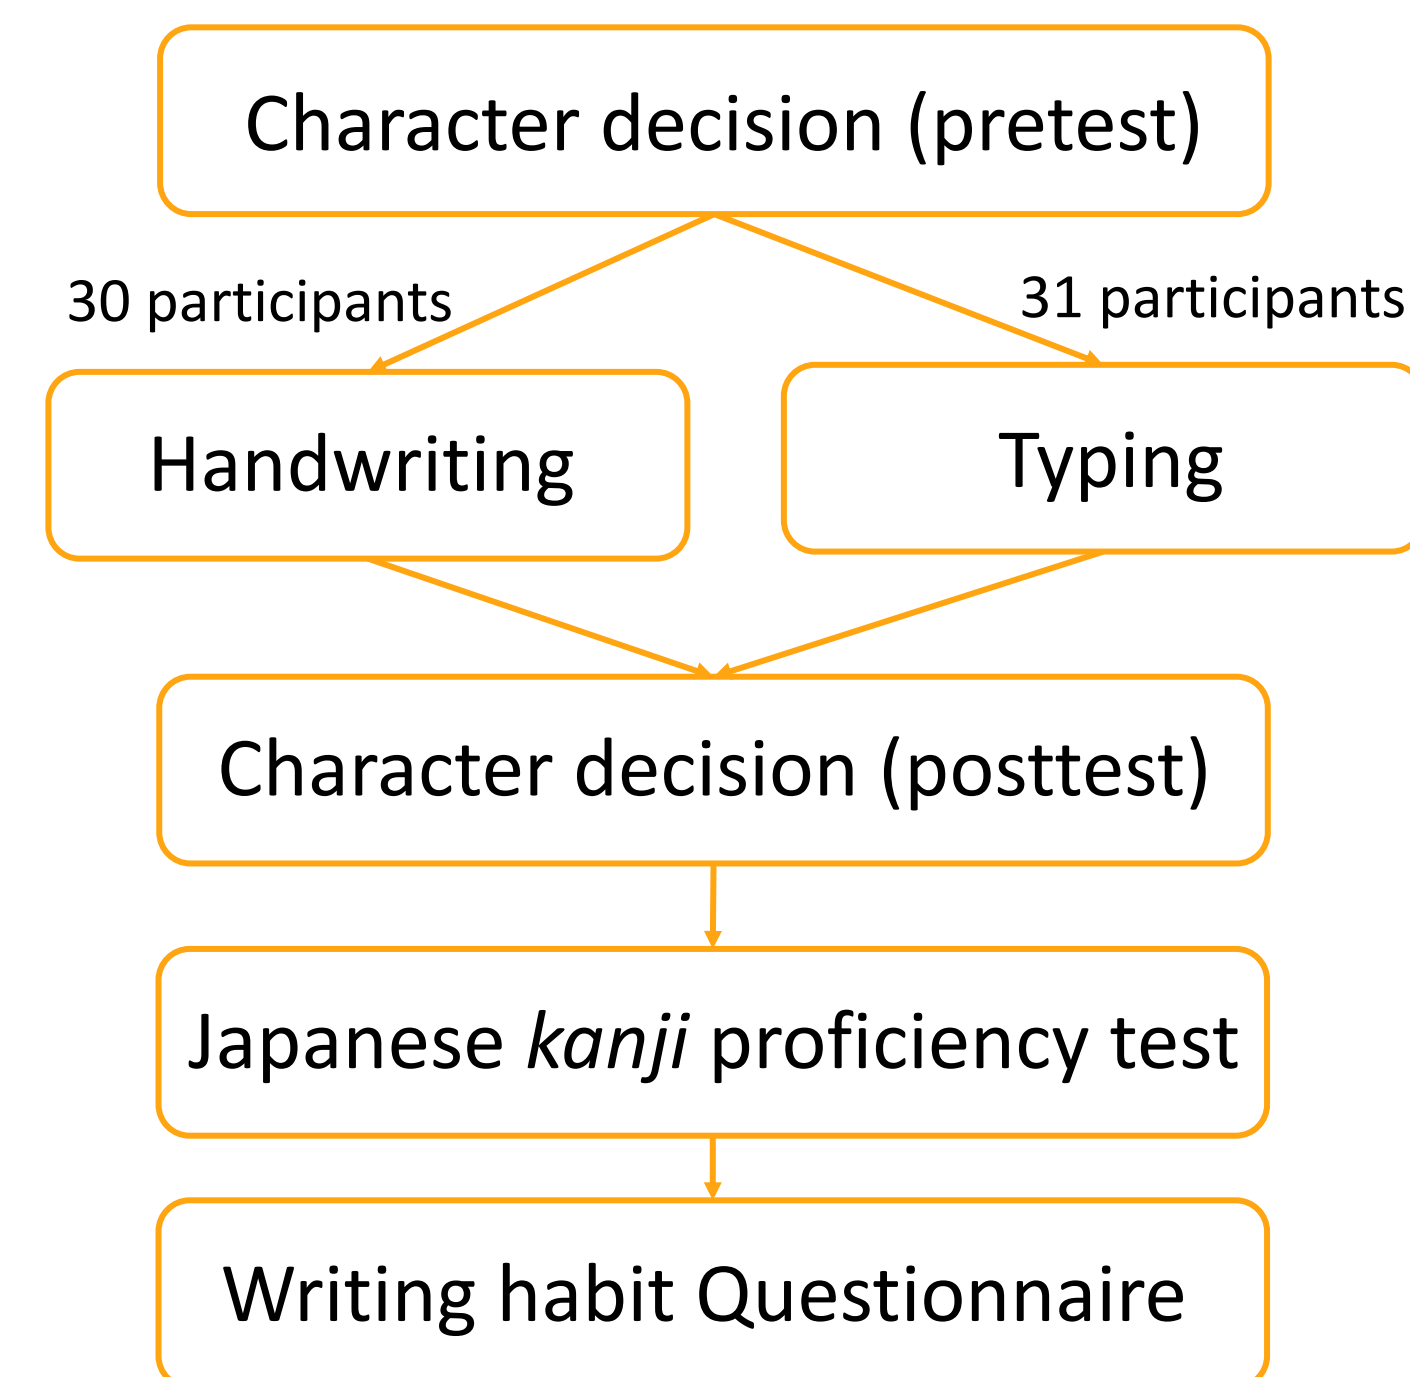 Character decision (pretest)
30 participants
31 participants
Handwriting
Typing
Character decision (posttest)
Japanese kanji proficiency test
Writing habit Questionnaire